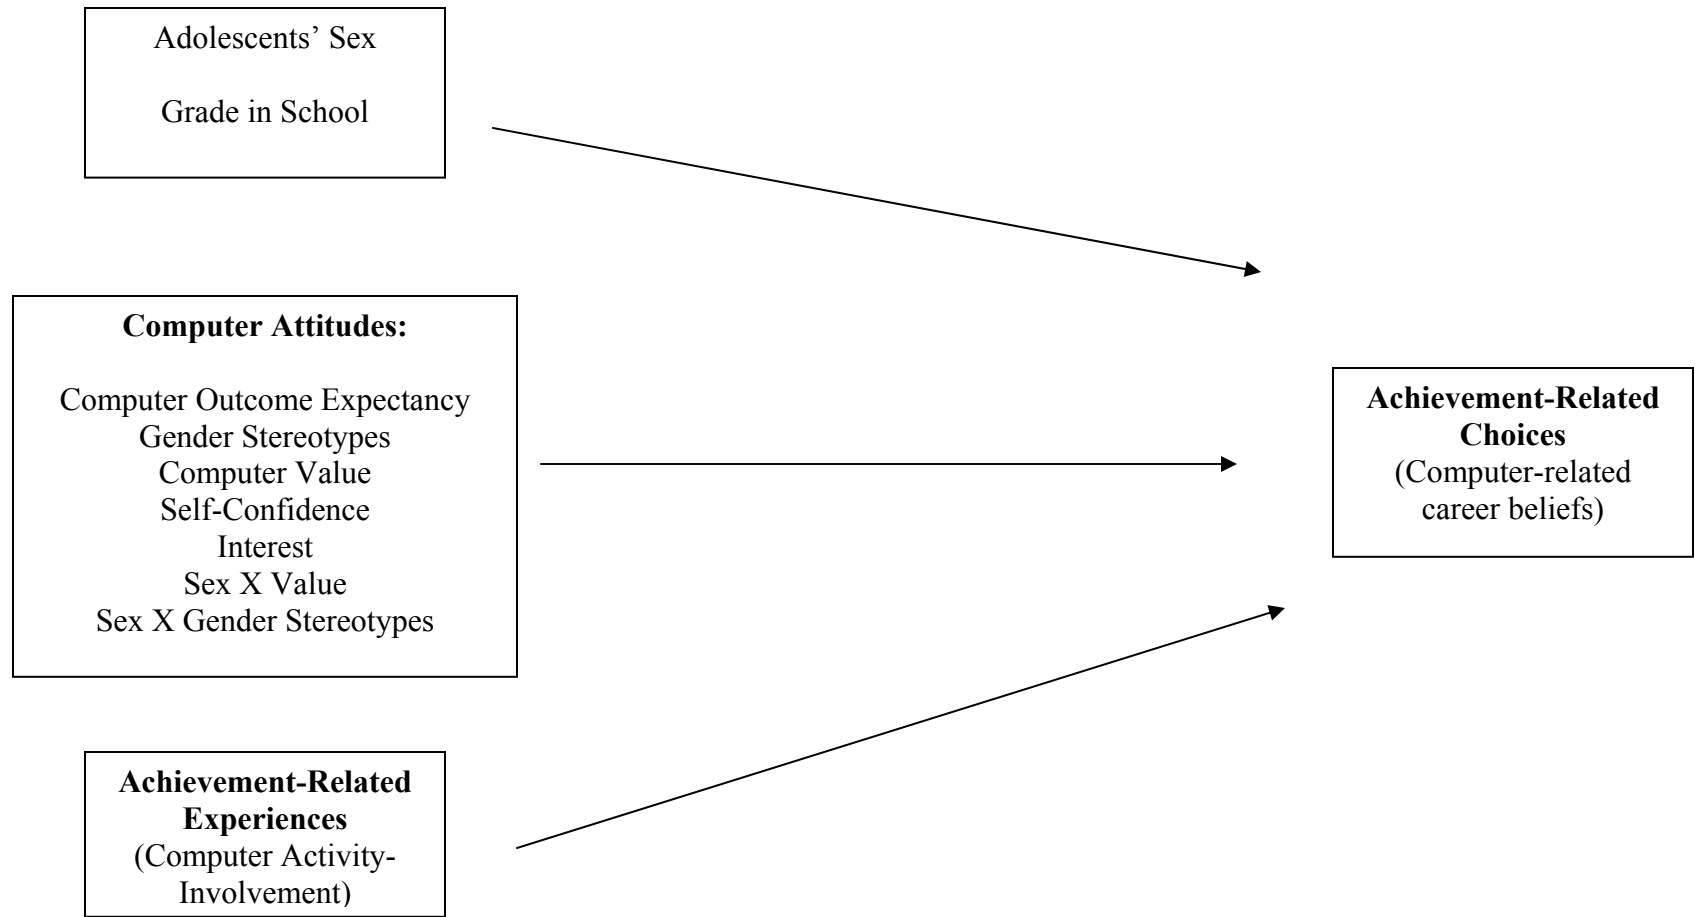 Adolescents’ Sex
Grade in School
Computer Attitudes:
Computer Outcome Expectancy
Gender Stereotypes
Computer Value
Self-Confidence
Interest
Sex X Value
Sex X Gender Stereotypes
Achievement-Related
Experiences
(Computer Activity-
Involvement)
Achievement-Related
Choices
(Computer-related
career beliefs)